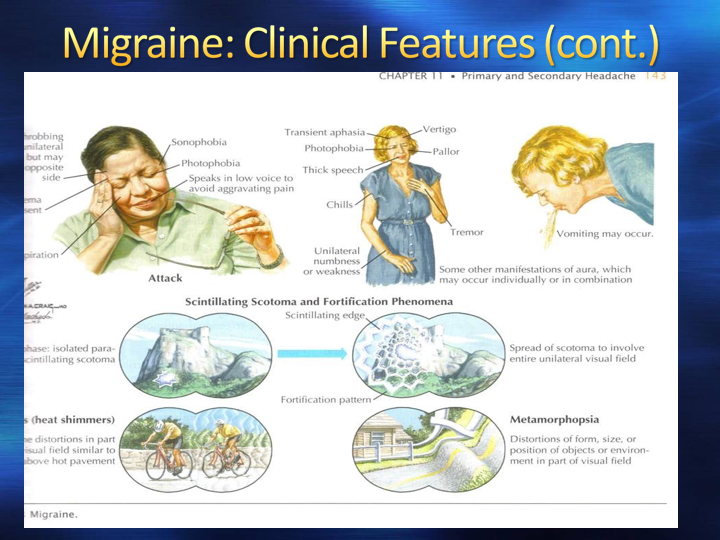 Migraine: Clinical Features (cont.)
CHAPTER 11 ▪ Primary and Secondary Headache 143
hrobbing
unilateral
but may
opposite
side
ema
sent
piration
Sonophobia
Photophobia
Speaks in low voice to
avoid aggravating pain
Attack
Transient aphasia
Photophobia
Thick speech
Chills
Unilateral
numbness
or weakness
Vertigo
Pallor
Tremor
Vomiting may occur.
Some other manifestations of aura, which
may occur individually or in combination
Scintillating Scotoma and Fortification Phenomena
Scintillating edge
hase: isolated para-
cintillating scotoma
Spread of scotoma to involve
entire unilateral visual field
Fortification pattern
s (heat shimmers)
e distortions in part
isual field similar to
above hot pavement
Metamorphopsia
Distortions of form, size, or
position of objects or environ-
ment in part of visual field
Migraine.